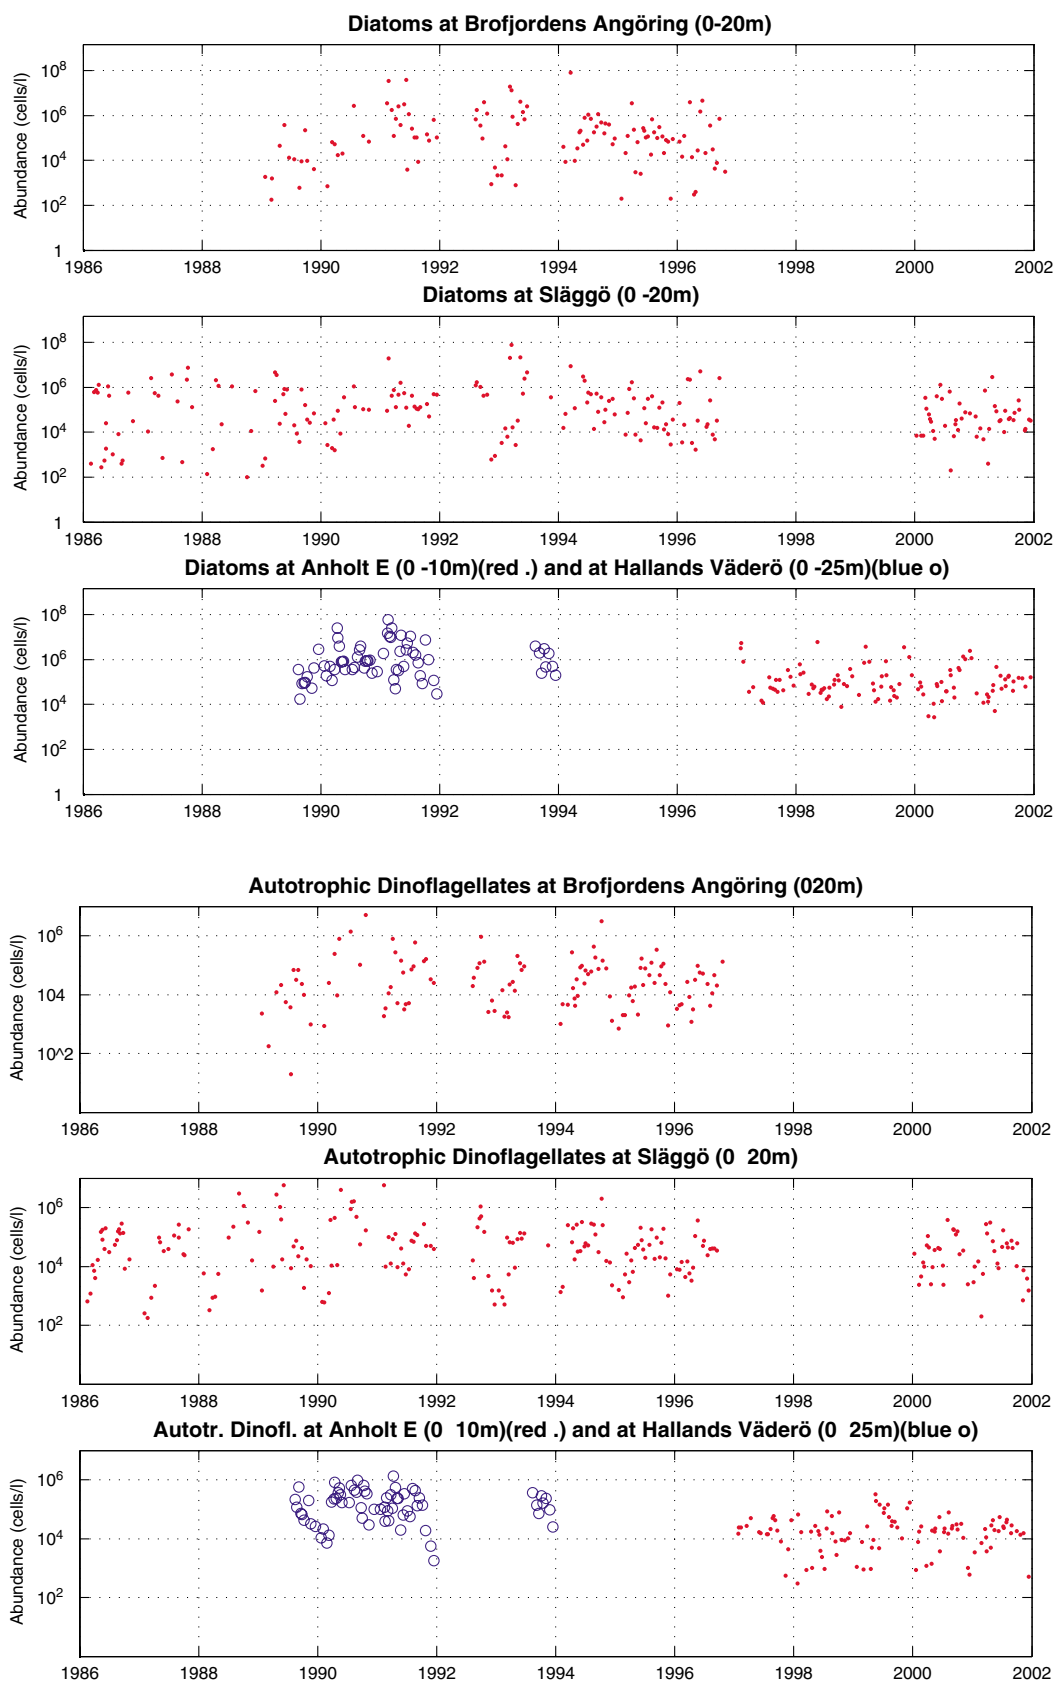 Diatoms at Brofjordens Angöring (0-20m)
Abundance (cells/l)
10^8
10^6
10^4
10^2
1
1986 1988 1990 1992 1994 1996 1998 2000 2002
Diatoms at Släggö (0 -20m)
Abundance (cells/l)
10^8
10^6
10^4
10^2
1
1986 1988 1990 1992 1994 1996 1998 2000 2002
Diatoms at Anholt E (0 -10m)(red .) and at Hallands Väderö (0 -25m)(blue o)
Abundance (cells/l)
10^8
10^6
10^4
10^2
1
1986 1988 1990 1992 1994 1996 1998 2000 2002
Autotrophic Dinoflagellates at Brofjordens Angöring (020m)
Abundance (cells/l)
10^6
10^4
10^2
1986 1988 1990 1992 1994 1996 1998 2000 2002
Autotrophic Dinoflagellates at Släggö (0 20m)
Abundance (cells/l)
10^6
10^4
10^2
1986 1988 1990 1992 1994 1996 1998 2000 2002
Autotr. Dinofl. at Anholt E (0 10m)(red .) and at Hallands Väderö (0 25m)(blue o)
Abundance (cells/l)
10^6
10^4
10^2
1986 1988 1990 1992 1994 1996 1998 2000 2002